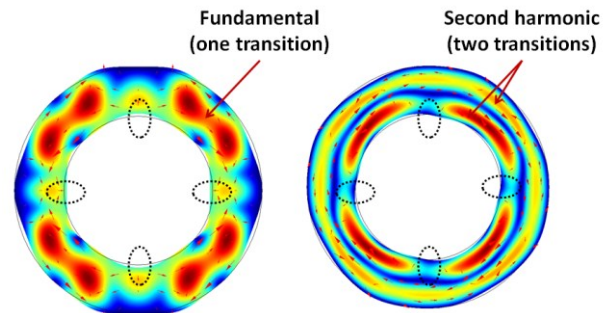 Fundamental
(one transition)
Second harmonic
(two transitions)